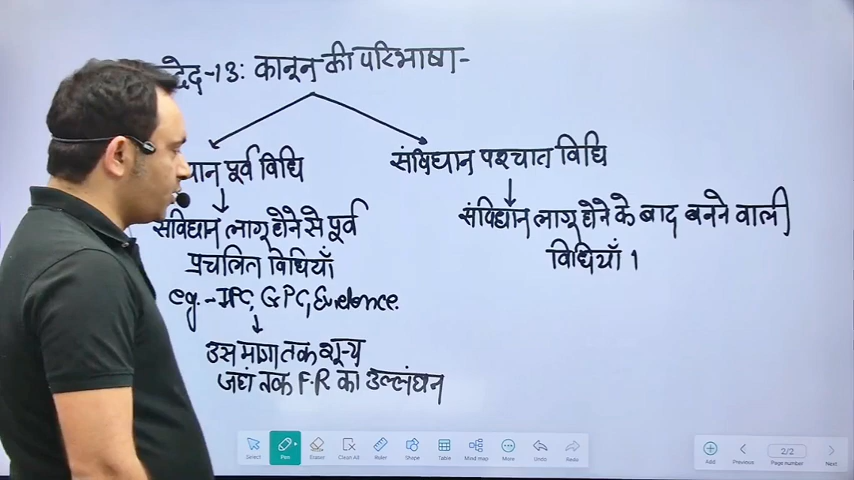 द-13: कानून की परिभाषा-
धान पूर्व विधि
संविधान पश्चात विधि
संविधान लागू होने से पूर्व
प्रचलित विधियाँ
eg.- IPC, CrPC, Evidence.
संविधान लागू होने के बाद बनने वाली
विधियाँ ।
उस मात्रा तक शून्य
जहां तक F.R का उल्लंघन
Select
Pen
Eraser
Clean All
Ruler
Shape
Table
Mind map
More
Undo
Redo
Add
Previous
2/2
Page number
Next